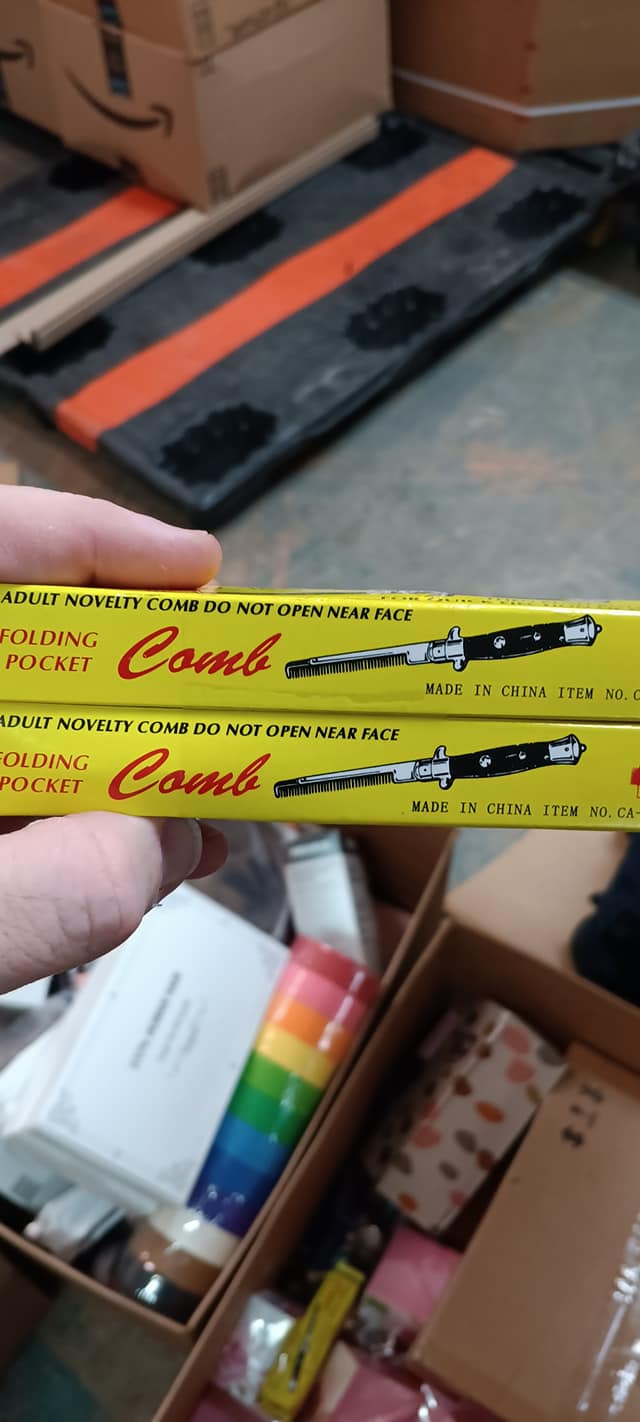 ADULT NOVELTY COMB DO NOT OPEN NEAR FACE
FOLDING
POCKET
Comb
MADE IN CHINA ITEM NO. C
ADULT NOVELTY COMB DO NOT OPEN NEAR FACE
FOLDING
POCKET
Comb
MADE IN CHINA ITEM NO. CA-